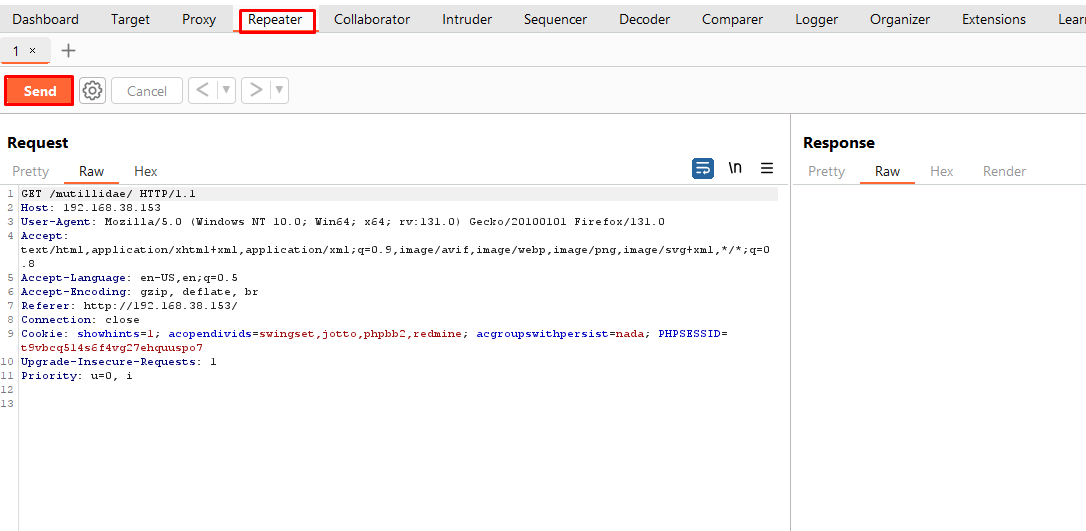 Dashboard Target Proxy Repeater Collaborator Intruder Sequencer Decoder Comparer Logger Organizer Extensions Lear
1 × +
Send Cancel < ▼ > ▼
Request
Pretty Raw Hex \n
1 GET /mutillidae/ HTTP/1.1
2 Host: 192.168.38.153
3 User-Agent: Mozilla/5.0 (Windows NT 10.0; Win64; x64; rv:131.0) Gecko/20100101 Firefox/131.0
4 Accept:
text/html,application/xhtml+xml,application/xml;q=0.9,image/avif,image/webp,image/png,image/svg+xml,*/*;q=0
.8
5 Accept-Language: en-US,en;q=0.5
6 Accept-Encoding: gzip, deflate, br
7 Referer: http://192.168.38.153/
8 Connection: close
9 Cookie: showhints=1; acopendivids=swingset,jotto,phpbb2,redmine; acgroupswithpersist=nada; PHPSESSID=
t9vbcq514s6f4vg27ehquuspo7
10 Upgrade-Insecure-Requests: 1
11 Priority: u=0, i
12
13
Response
Pretty Raw Hex Render